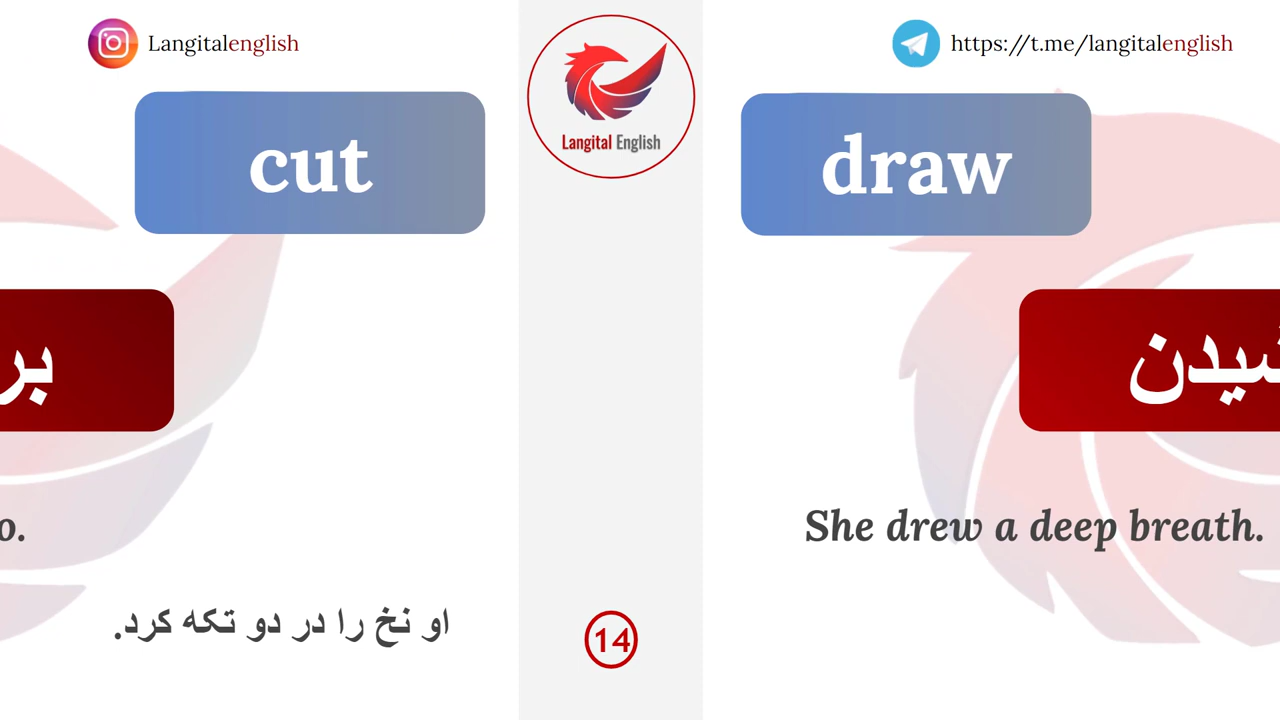 Langitalenglish
https://t.me/langitalenglish
Langital English
cut
draw
She drew a deep breath.
او نخ را در دو تکه کرد.
14